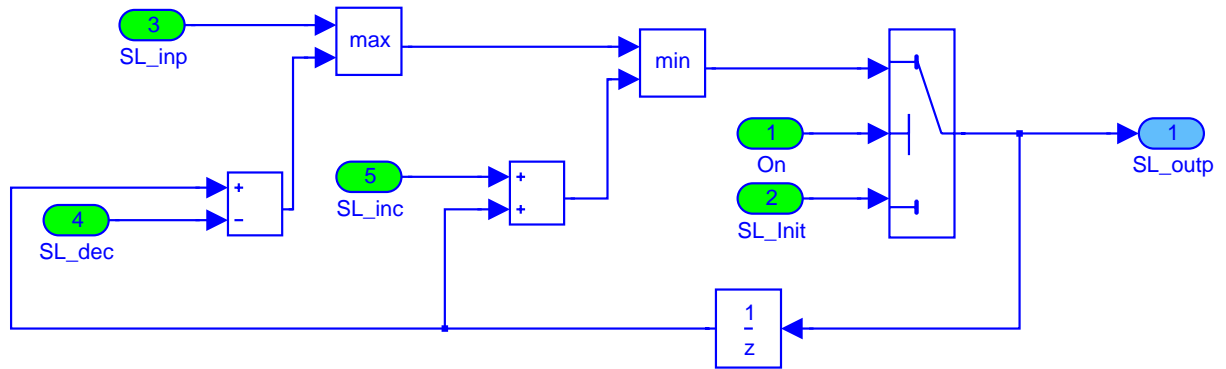 3
SL_inp
max
min
1
On
1
SL_outp
5
SL_inc
+
+
2
SL_Init
+
−
4
SL_dec
1
z